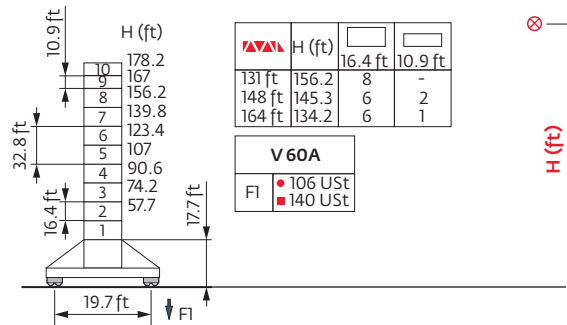 H (ft)
10.9 ft
178.2
167
156.2
139.8
123.4
107
90.6
74.2
57.7
10
9
8
7
6
5
4
3
2
1
32.8 ft
16.4 ft
17.7 ft
19.7 ft
F1
H (ft) 16.4 ft 10.9 ft
131 ft 156.2 8 -
148 ft 145.3 6 2
164 ft 134.2 6 1
V 60A
F1
106 USt
140 USt
H (ft)